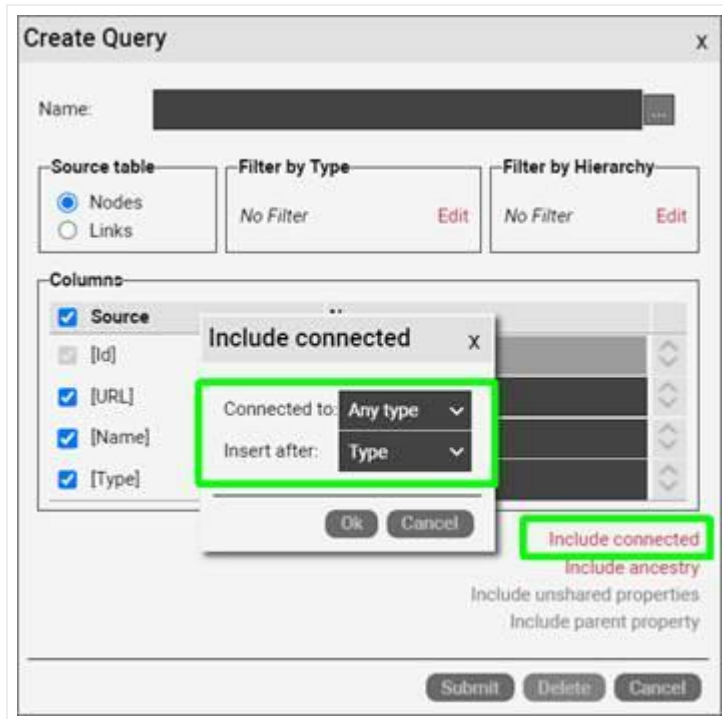 Create Query x
Name: ...
Source table Filter by Type Filter by Hierarchy
Nodes
No Filter Edit No Filter Edit
Links
Columns
Source
Include connected x
[Id]
[URL]
Connected to: Any type
[Name]
Insert after: Type
[Type]
Ok Cancel
Include connected
Include ancestry
Include unshared properties
Include parent property
Submit Delete Cancel